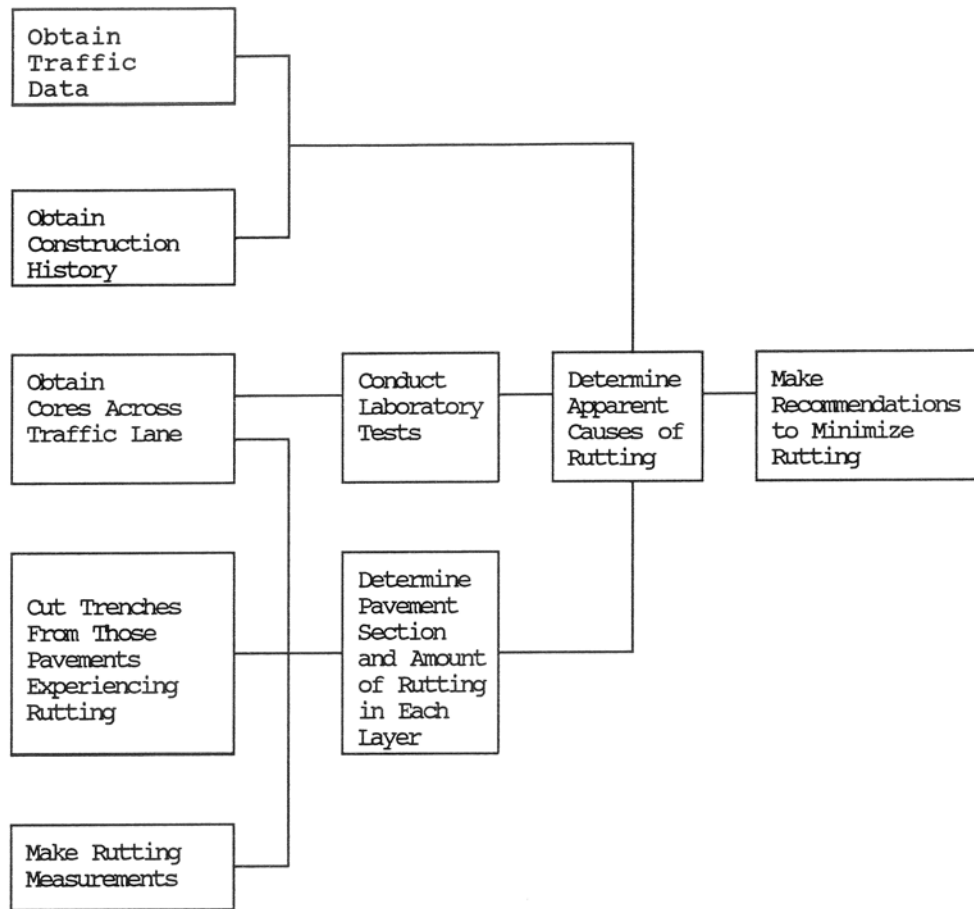 Obtain
Traffic
Data
Obtain
Construction
History
Obtain
Cores Across
Traffic Lane
Conduct
Laboratory
Tests
Determine
Apparent
Causes of
Rutting
Make
Recommendations
to Minimize
Rutting
Cut Trenches
From Those
Pavements
Experiencing
Rutting
Determine
Pavement
Section
and Amount
of Rutting
in Each
Layer
Make Rutting
Measurements